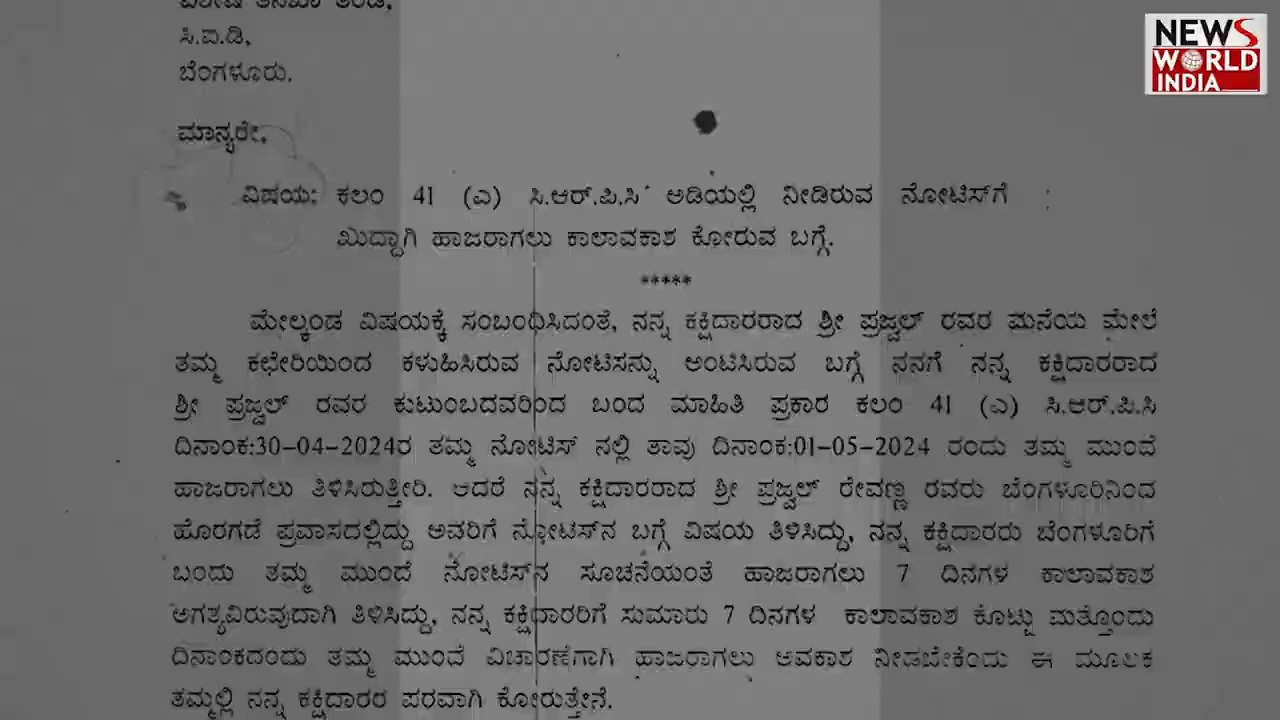 ಸಿ.ಐ.ಡಿ,
ಬೆಂಗಳೂರು.
ಮಾನ್ಯರೇ,
ವಿಷಯ: ಕಲಂ 41 (ಎ) ಸಿ.ಆರ್.ಪಿ.ಸಿ ಅಡಿಯಲ್ಲಿ ನೀಡಿರುವ ನೋಟಿಸ್‌ಗೆ
ಖುದ್ದಾಗಿ ಹಾಜರಾಗಲು ಕಾಲಾವಕಾಶ ಕೋರುವ ಬಗ್ಗೆ.
*****
ಮೇಲ್ಕಂಡ ವಿಷಯಕ್ಕೆ ಸಂಬಂಧಿಸಿದಂತೆ, ನನ್ನ ಕಕ್ಷಿದಾರರಾದ ಶ್ರೀ ಪ್ರಜ್ವಲ್ ರವರ ಮನೆಯ ಮೇಲೆ
ತಮ್ಮ ಕಛೇರಿಯಿಂದ ಕಳುಹಿಸಿರುವ ನೋಟಿಸನ್ನು ಅಂಟಿಸಿರುವ ಬಗ್ಗೆ ನನಗೆ ನನ್ನ ಕಕ್ಷಿದಾರರಾದ
ಶ್ರೀ ಪ್ರಜ್ವಲ್ ರವರ ಕುಟುಂಬದವರಿಂದ ಬಂದ ಮಾಹಿತಿ ಪ್ರಕಾರ ಕಲಂ 41 (ಎ) ಸಿ.ಆರ್.ಪಿ.ಸಿ
ದಿನಾಂಕ:30-04-2024ರ ತಮ್ಮ ನೋಟಿಸ್ ನಲ್ಲಿ ತಾವು ದಿನಾಂಕ:01-05-2024 ರಂದು ತಮ್ಮ ಮುಂದೆ
ಹಾಜರಾಗಲು ತಿಳಿಸಿರುತ್ತೀರಿ. ಆದರೆ ನನ್ನ ಕಕ್ಷಿದಾರರಾದ ಶ್ರೀ ಪ್ರಜ್ವಲ್ ರೇವಣ್ಣ ರವರು ಬೆಂಗಳೂರಿನಿಂದ
ಹೊರಗಡೆ ಪ್ರವಾಸದಲ್ಲಿದ್ದು ಅವರಿಗೆ ನೋಟಿಸ್‌ನ ಬಗ್ಗೆ ವಿಷಯ ತಿಳಿಸಿದ್ದು, ನನ್ನ ಕಕ್ಷಿದಾರರು ಬೆಂಗಳೂರಿಗೆ
ಬಂದು ತಮ್ಮ ಮುಂದೆ ನೋಟಿಸ್‌ನ ಸೂಚನೆಯಂತೆ ಹಾಜರಾಗಲು 7 ದಿನಗಳ ಕಾಲಾವಕಾಶ
ಅಗತ್ಯವಿರುವುದಾಗಿ ತಿಳಿಸಿದ್ದು, ನನ್ನ ಕಕ್ಷಿದಾರರಿಗೆ ಸುಮಾರು 7 ದಿನಗಳ ಕಾಲಾವಕಾಶ ಕೊಟ್ಟು ಮತ್ತೊಂದು
ದಿನಾಂಕದಂದು ತಮ್ಮ ಮುಂದೆ ವಿಚಾರಣೆಗಾಗಿ ಹಾಜರಾಗಲು ಅವಕಾಶ ನೀಡಬೇಕೆಂದು ಈ ಮೂಲಕ
ತಮ್ಮಲ್ಲಿ ನನ್ನ ಕಕ್ಷಿದಾರರ ಪರವಾಗಿ ಕೋರುತ್ತೇನೆ.
NEWS
WORLD
INDIA